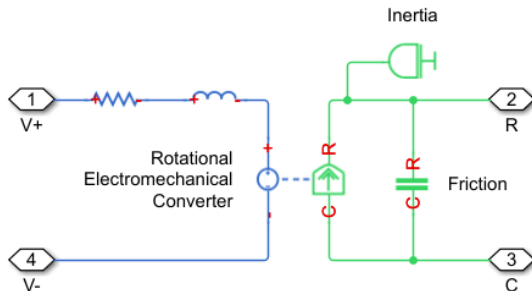 Inertia
1
+
-
+
-
2
V+
R
+
R
Rotational
Electromechanical
Converter
R
Friction
-
C
C
4
3
V-
C